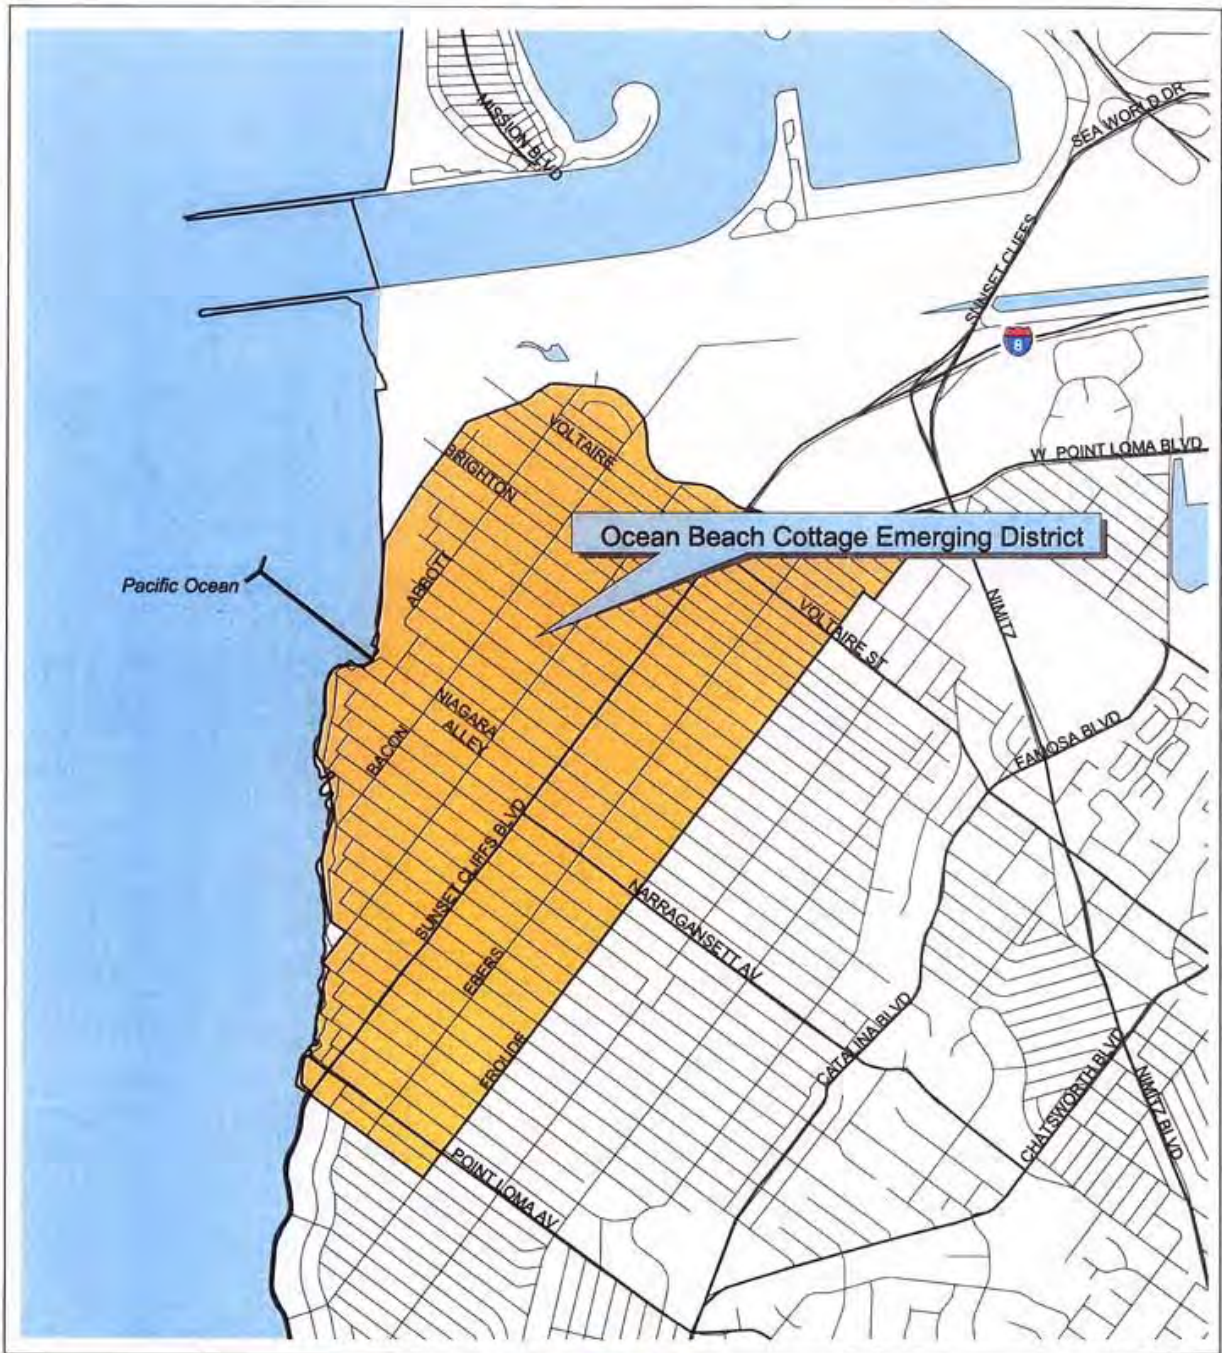 MISSION BLVD
SEA WORLD DR
SUNSET CLIFFS
8
VOLTAIRE
BRIGHTON
W POINT LOMA BLVD
Ocean Beach Cottage Emerging District
ABBOTT
Pacific Ocean
NIMITZ
VOLTAIRE ST
NIAGARA
ALLEY
BACON
FAMOSA BLVD
SUNSET CLIFFS BLVD
NARRAGANSETT AV
EBERS
CATALINA BLVD
FROUDE
CHATSWORTH BLVD
NIMITZ BLVD
POINT LOMA AV